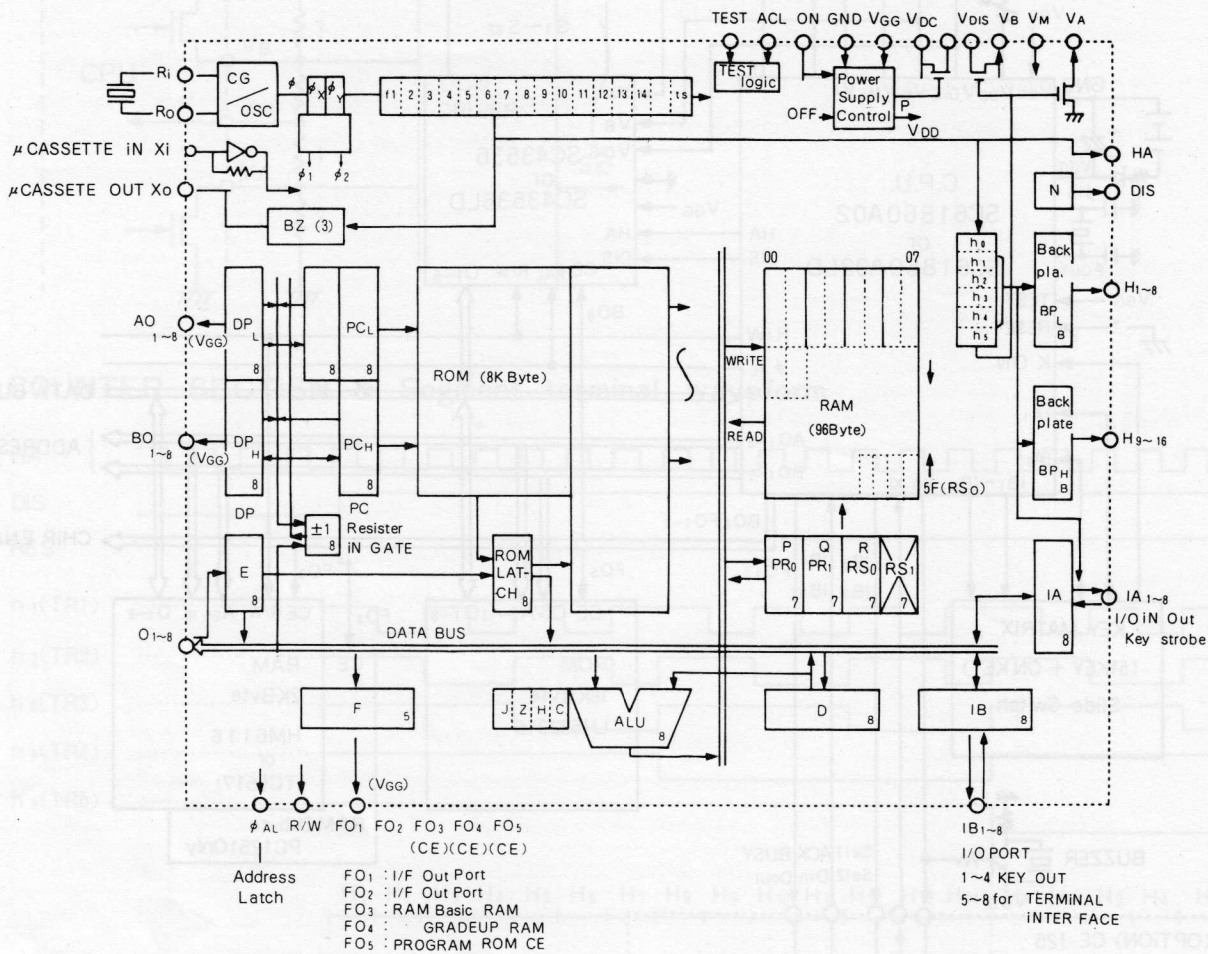 TEST ACL ON GND VGG VDC VDIS VB VM VA
Ri
Ro
CG
OSC
φX φY
φ1 φ2
f1 2 3 4 5 6 7 8 9 10 11 12 13 i4 ts
TEST logic
Power Supply Control
OFF
P
VDD
μCASSETTE iN Xi
μCASSETE OUT Xo
BZ (3)
HA
N
DIS
h0
h1
h2
h3
h4
h5
Back pla.
BP B
H1~8
Back plate
BPH B
H9~16
AO 1~8
(VGG)
DP L 8
PCL 8
ROM (8K Byte)
BO 1~8
(VGG)
DP H 8
PCH 8
DP
PC
±1 8
Resister iN GATE
E 8
ROM LAT-CH 8
00 07
WRiTE
READ
RAM (96Byte)
5F(RS0)
P PR0 7
Q PR1 7
R RS0 7
RS1 7
IA 8
IA 1~8
I/O iN Out
Key strobe
O1~8
DATA BUS
F 5
J Z H C
ALU 8
D 8
IB 8
(VGG)
φAL R/W FO1 FO2 FO3 FO4 FO5
(CE)(CE)(CE)
Address Latch
FO1 : I/F Out Port
FO2 : I/F Out Port
FO3 : RAM Basic RAM
FO4 : GRADEUP RAM
FO5 : PROGRAM ROM CE
IB1~8
I/O PORT
1~4 KEY OUT
5~8 for TERMiNAL
iNTER FACE